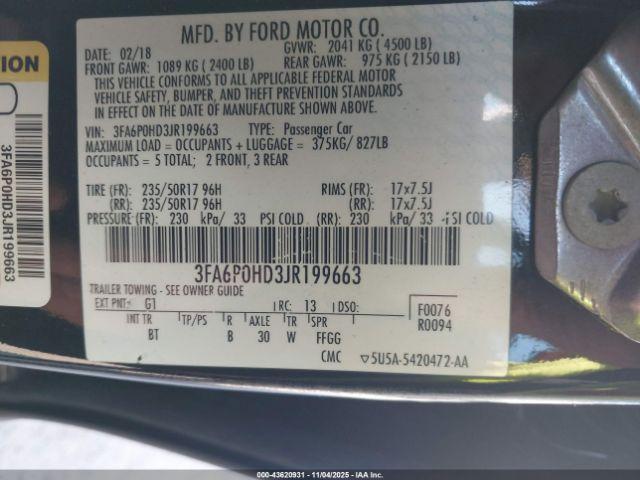 MFD. BY FORD MOTOR CO.
DATE: 02/18 GVWR: 2041 KG (4500 LB)
FRONT GAWR: 1089 KG (2400 LB) REAR GAWR: 975 KG (2150 LB)
THIS VEHICLE CONFORMS TO ALL APPLICABLE FEDERAL MOTOR
VEHICLE SAFETY, BUMPER, AND THEFT PREVENTION STANDARDS
IN EFFECT ON THE DATE OF MANUFACTURE SHOWN ABOVE.
VIN: 3FA6P0HD3JR199663 TYPE: Passenger Car
MAXIMUM LOAD = OCCUPANTS + LUGGAGE = 375KG/ 827LB
OCCUPANTS = 5 TOTAL; 2 FRONT, 3 REAR
TIRE (FR): 235/50R17 96H RIMS (FR): 17x7.5J
(RR): 235/50R17 96H (RR): 17x7.5J
PRESSURE (FR): 230 kPa/ 33 PSI COLD (RR): 230 kPa/ 33 PSI COLD
3FA6P0HD3JR199663
TRAILER TOWING - SEE OWNER GUIDE
EXT PNT: G1 RC: 13 DSO:
INT TR TP/PS R AXLE TR SPR
BT B 30 W FFGG
F0076
R0094
CMC ▽5U5A-5420472-AA
TION
3FA6P0HD3JR199663
000-43620931 - 11/04/2025 - IAAI Inc.